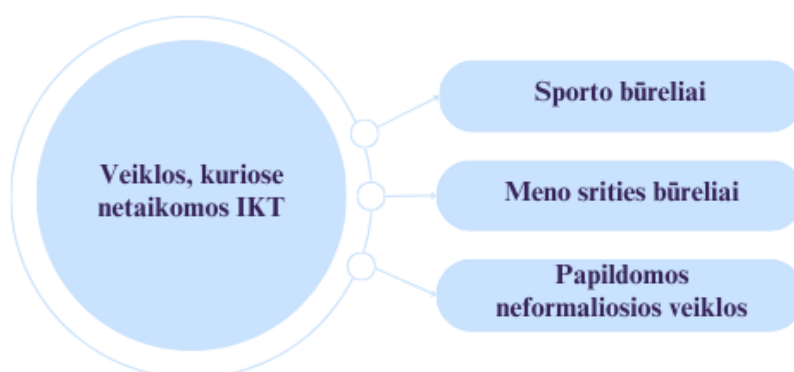 Veiklos, kuriose
netaikomos IKT
Sporto būreliai
Meno srities būreliai
Papildomos
neformaliosios veiklos